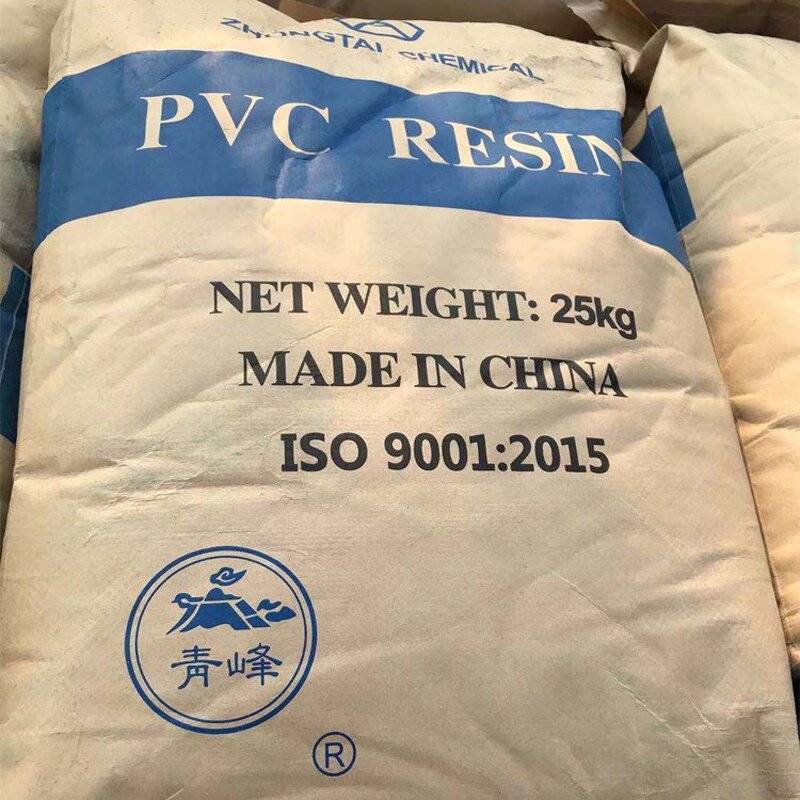 ZHONGTAI CHEMICAL
PVC RESIN
NET WEIGHT: 25kg
MADE IN CHINA
ISO 9001:2015
青峰
®